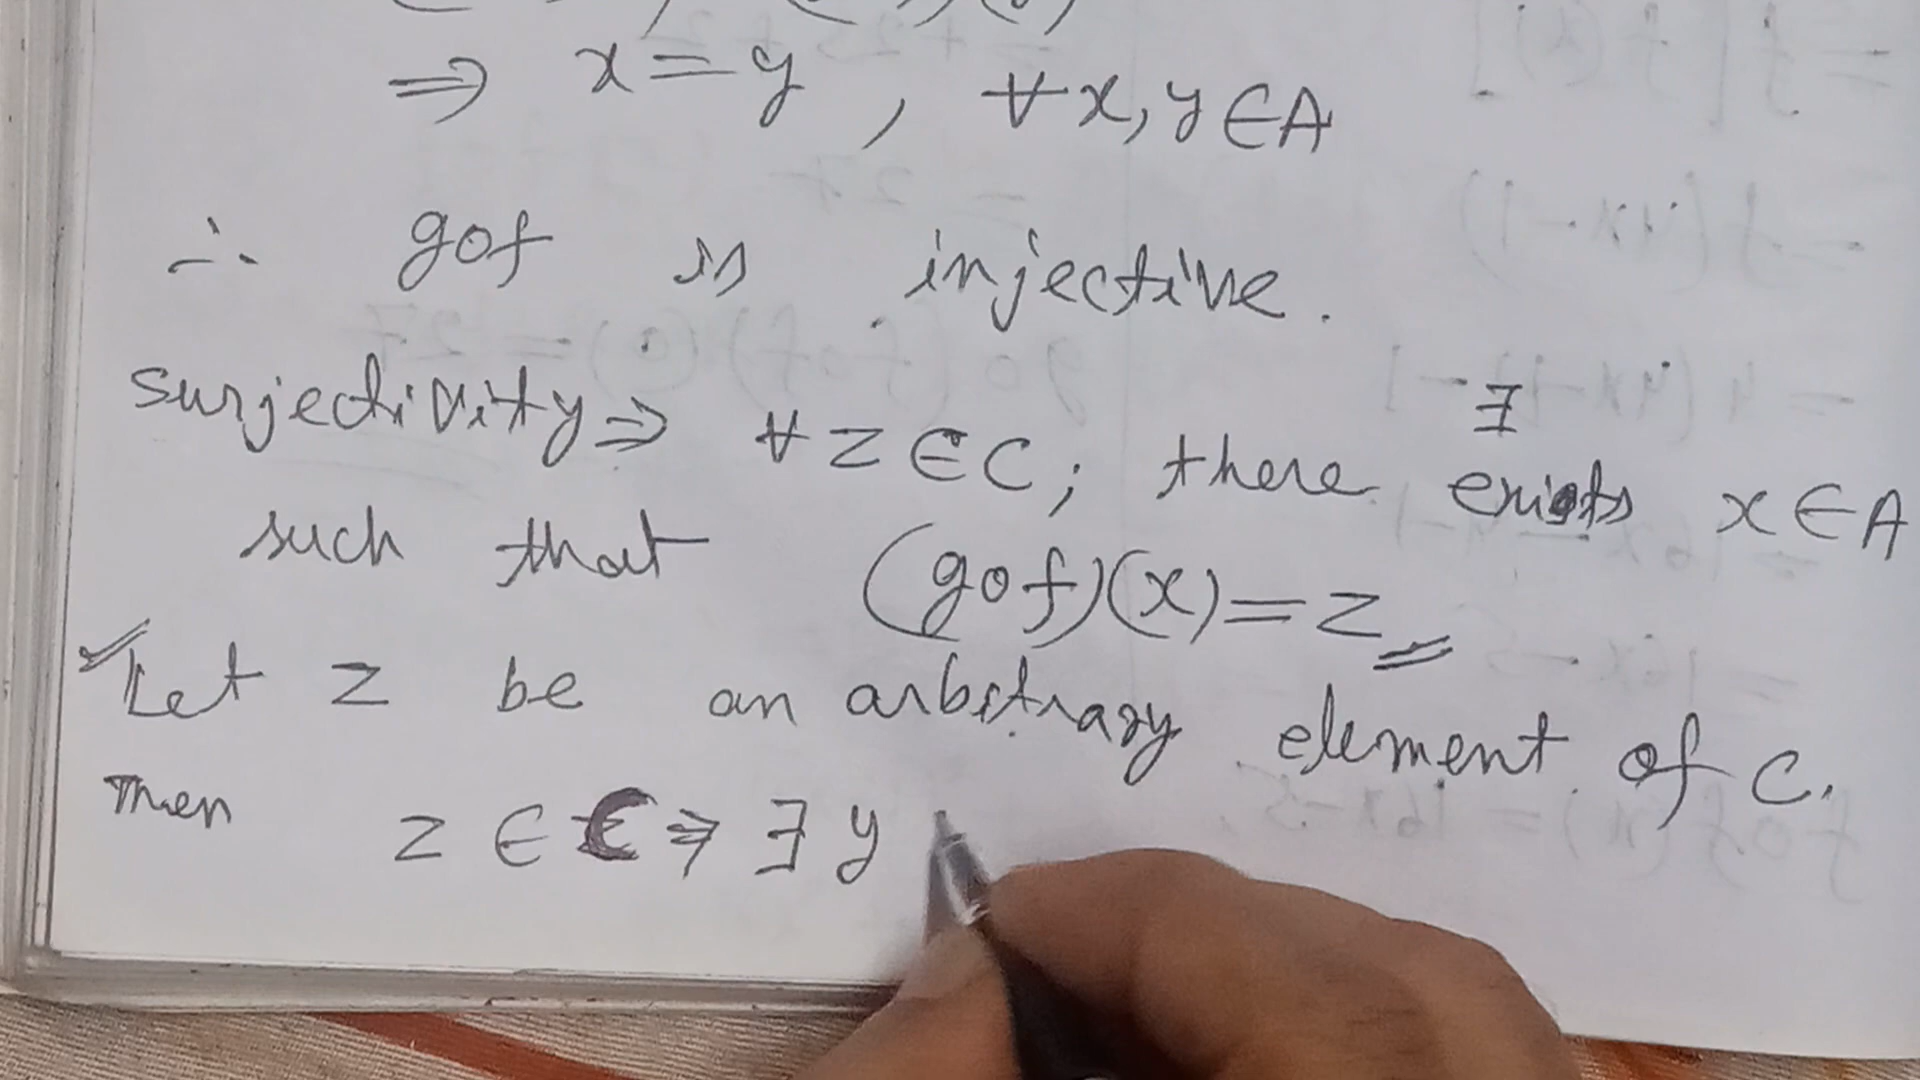 ⇒ x = y , ∀ x, y ∈ A
∴ gof is injective.
surjectivity ⇒ ∀ z ∈ C ; there exists ∃ x ∈ A
such that (gof)(x) = z
Let z be an arbitrary element of C.
Then z ∈ C ⇒ ∃ y